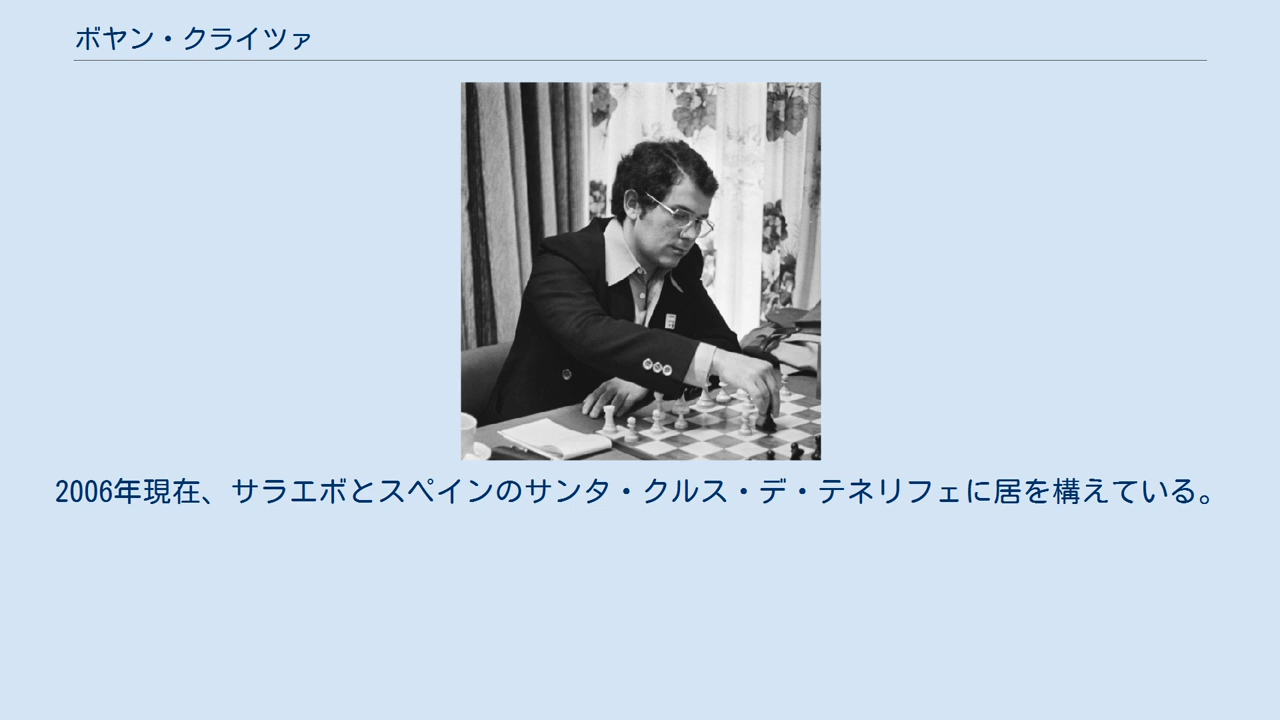 ボヤン・クライツァ
2006年現在、サラエボとスペインのサンタ・クルス・デ・テネリフェに居を構えている。